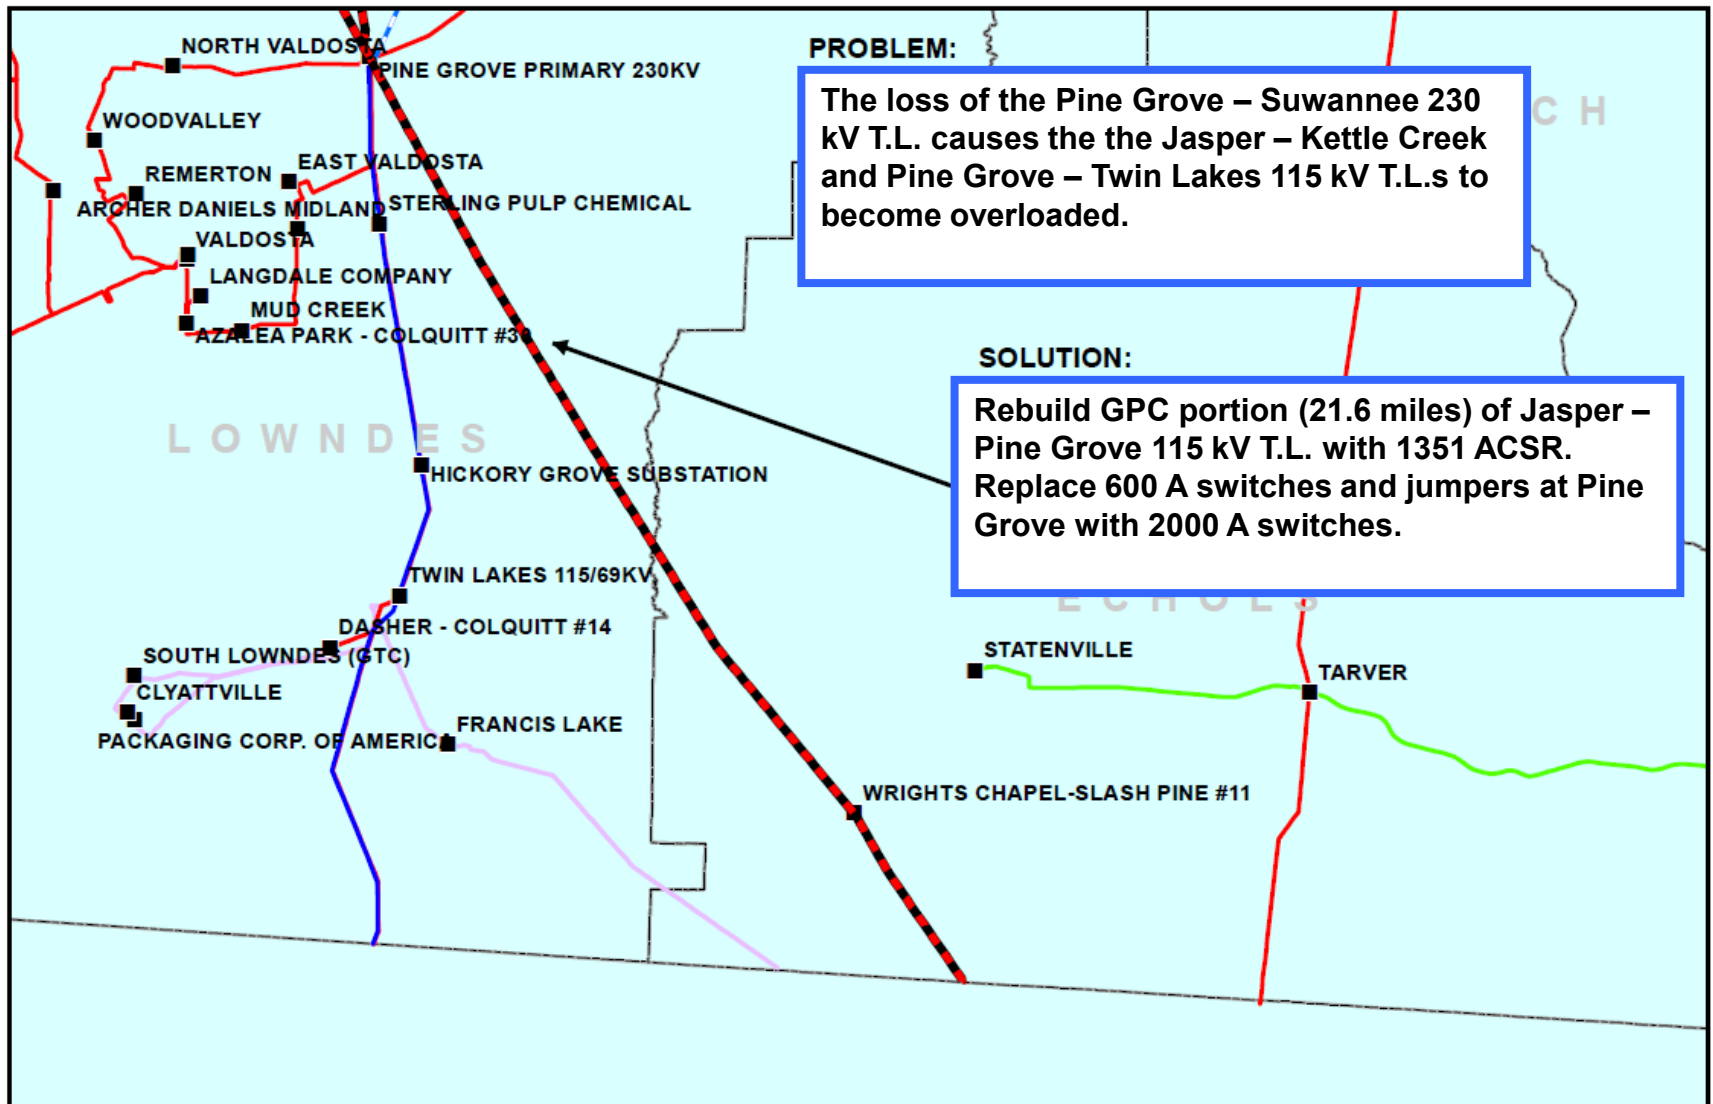 NORTH VALDOSTA
PROBLEM:
PINE GROVE PRIMARY 230KV
The loss of the Pine Grove – Suwannee 230
kV T.L. causes the the Jasper – Kettle Creek
and Pine Grove – Twin Lakes 115 kV T.L.s to
become overloaded.
CH
WOODVALLEY
EAST VALDOSTA
REMERTON
ARCHER DANIELS MIDLAND
STERLING PULP CHEMICAL
VALDOSTA
LANGDALE COMPANY
MUD CREEK
AZALEA PARK - COLQUITT #30
SOLUTION:
Rebuild GPC portion (21.6 miles) of Jasper –
Pine Grove 115 kV T.L. with 1351 ACSR.
Replace 600 A switches and jumpers at Pine
Grove with 2000 A switches.
LOWNDES
HICKORY GROVE SUBSTATION
TWIN LAKES 115/69KV
ECHOLS
DASHER - COLQUITT #14
SOUTH LOWNDES (GTC)
STATENVILLE
TARVER
CLYATTVILLE
FRANCIS LAKE
PACKAGING CORP. OF AMERICA
WRIGHTS CHAPEL-SLASH PINE #11